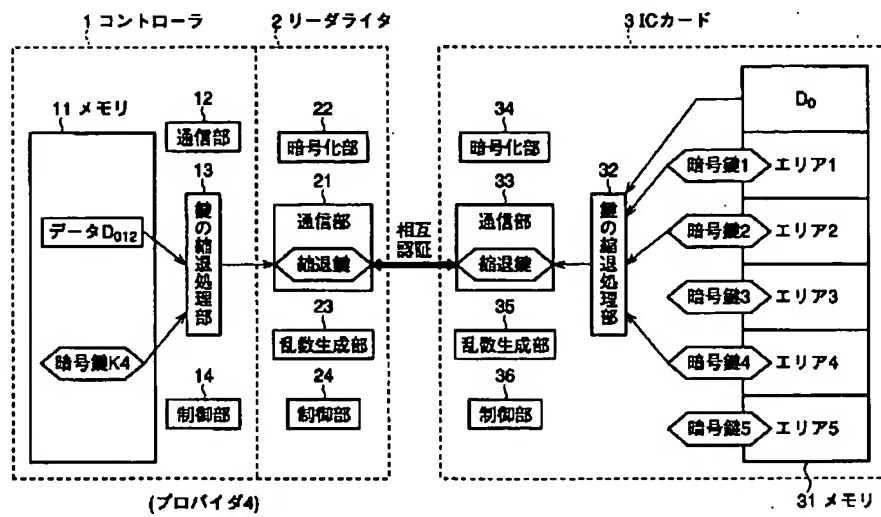 1 コントローラ
2 リーダライタ
3 ICカード
11 メモリ
データD012
暗号鍵K4
12
通信部
13
鍵の縮退処理部
14
制御部
22
暗号化部
21
通信部
縮退鍵
23
乱数生成部
24
制御部
相互
認証
34
暗号化部
33
通信部
縮退鍵
35
乱数生成部
36
制御部
32
鍵の縮退処理部
D0
暗号鍵1 エリア1
暗号鍵2 エリア2
暗号鍵3 エリア3
暗号鍵4 エリア4
暗号鍵5 エリア5
31 メモリ
(プロバイダ4)